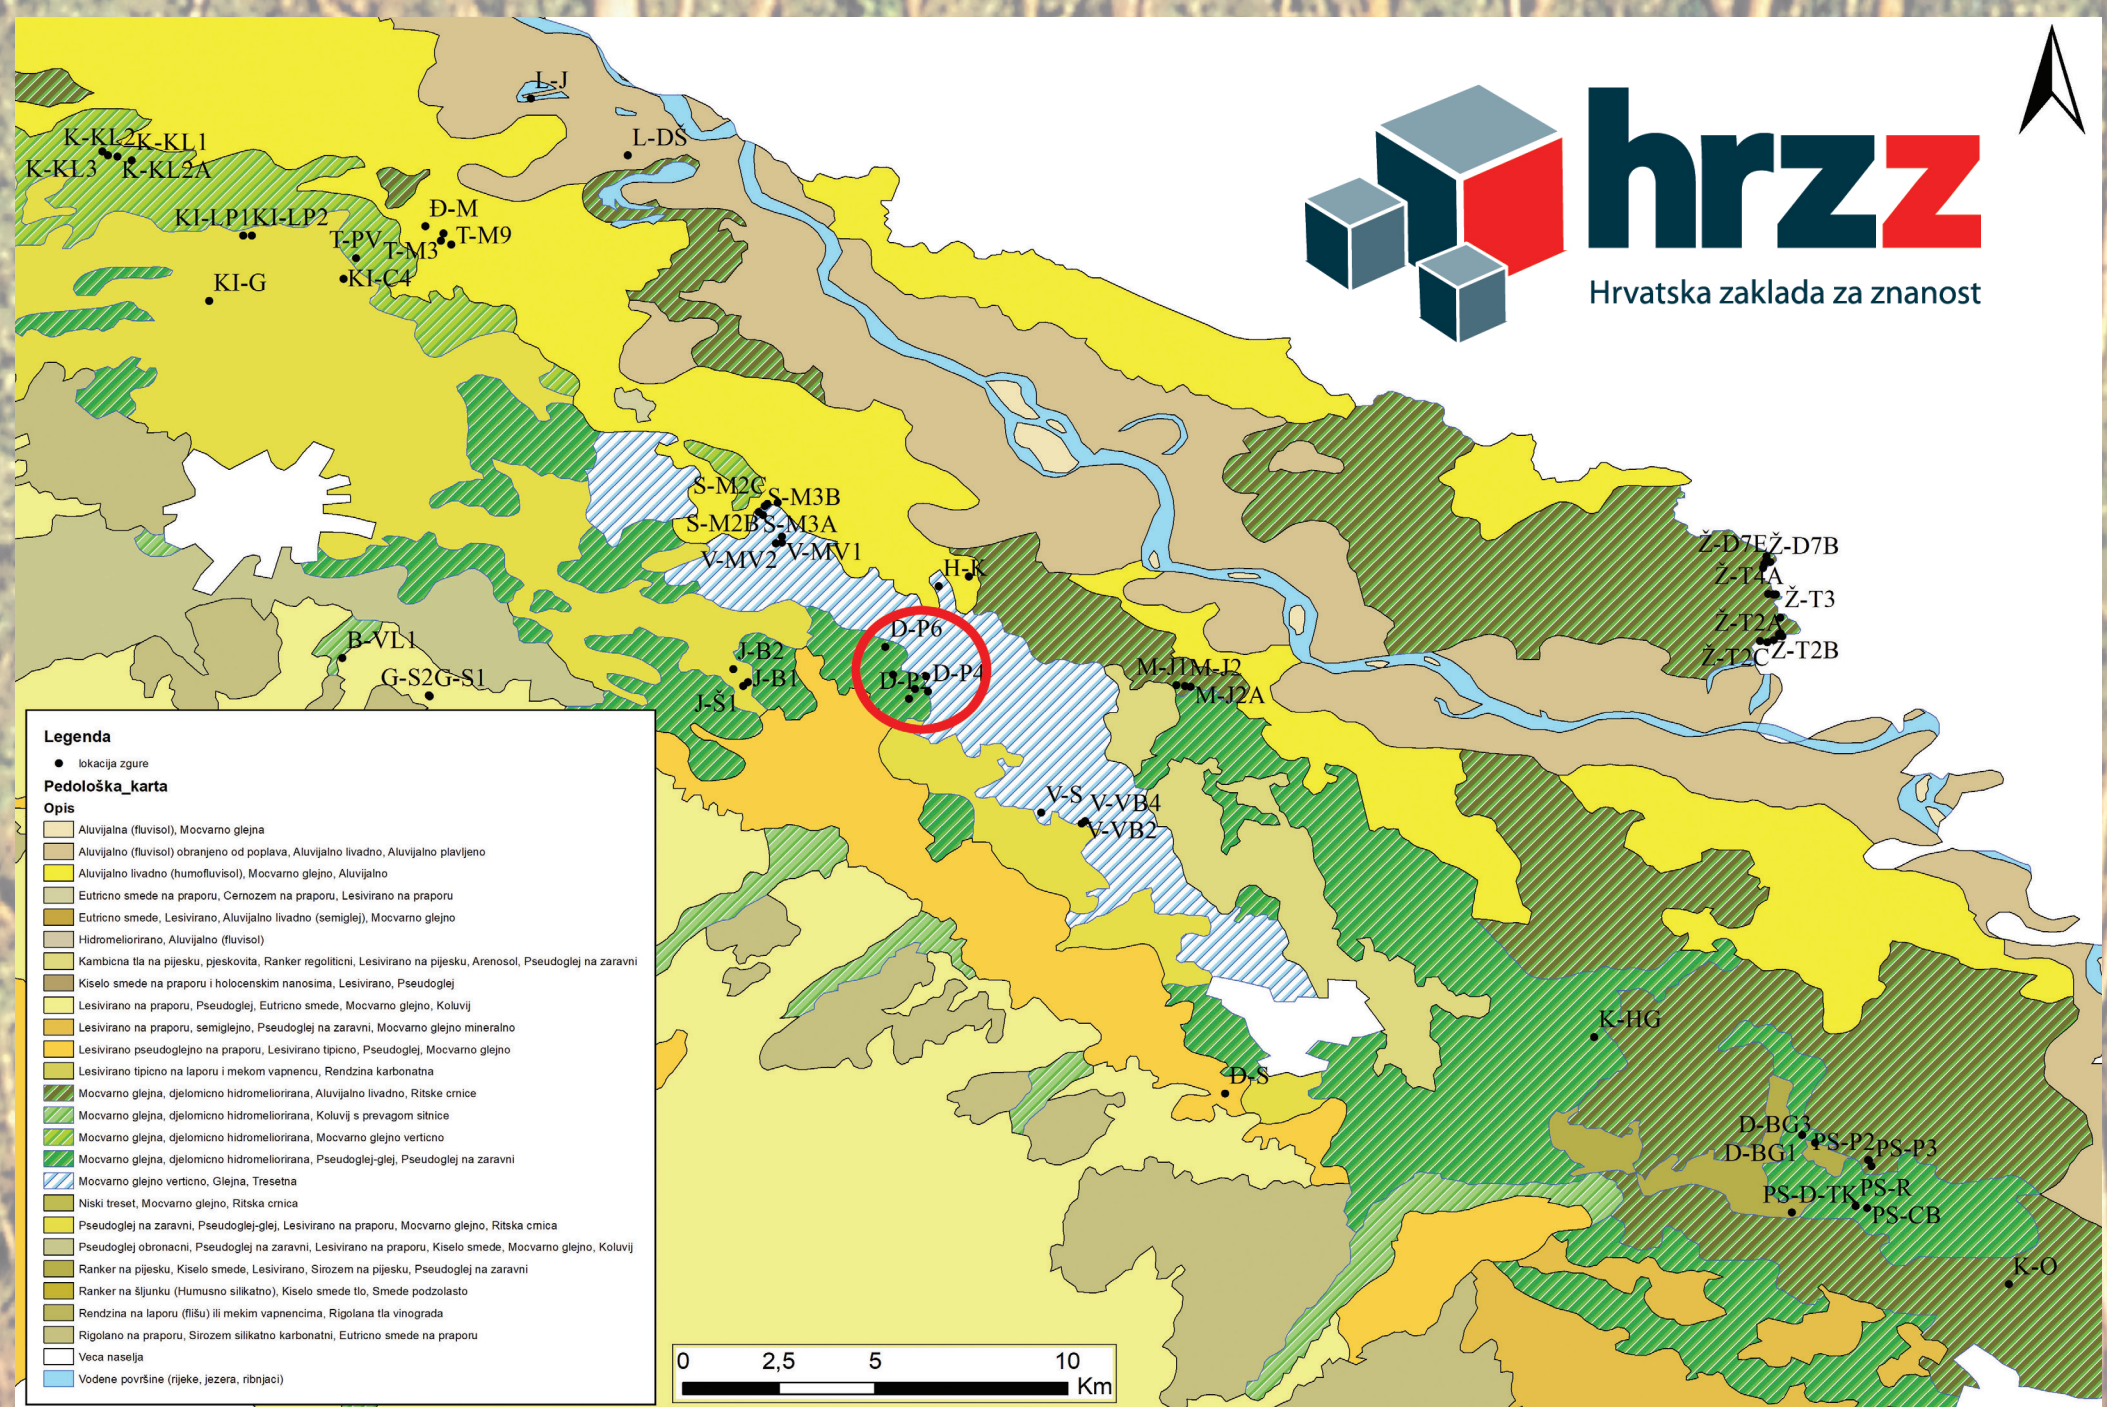 hrzz
Hrvatska zaklada za znanost
L-J
L-DŠ
K-KL2
K-KL1
K-KL3
K-KL2A
KI-LP1
KI-LP2
Đ-M
T-PV
T-M3
T-M9
KI-G
KI-C4
S-M2C
S-M3B
S-M2B
S-M3A
V-MV2
V-MV1
H-K
Ž-D7E
Ž-D7B
Ž-T4A
Ž-T3
Ž-T2A
Ž-T2C
Ž-T2B
B-VL1
G-S2
G-S1
J-B2
J-B1
J-Š1
D-P6
D-P4
M-J1
M-J2
M-J2A
V-S
V-VB4
V-VB2
K-HG
D-S
D-BG3
D-BG1
PS-P2
PS-P3
PS-D-TK
PS-R
PS-CB
K-O
Legenda
lokacija zgure
Pedološka_karta
Opis
Aluvijalna (fluvisol), Mocvarno glejna
Aluvijalno (fluvisol) obranjeno od poplava, Aluvijalno livadno, Aluvijalno plavljeno
Aluvijalno livadno (humofluvisol), Mocvarno glejno, Aluvijalno
Eutricno smede na praporu, Cernozem na praporu, Lesivirano na praporu
Eutricno smede, Lesivirano, Aluvijalno livadno (semiglej), Mocvarno glejno
Hidromeliorirano, Aluvijalno (fluvisol)
Kambicna tla na pijesku, pjeskovita, Ranker regoliticni, Lesivirano na pijesku, Arenosol, Pseudoglej na zaravni
Kiselo smede na praporu i holocenskim nanosima, Lesivirano, Pseudoglej
Lesivirano na praporu, Pseudoglej, Eutricno smede, Mocvarno glejno, Koluvij
Lesivirano na praporu, semiglejno, Pseudoglej na zaravni, Mocvarno glejno mineralno
Lesivirano pseudoglejno na praporu, Lesivirano tipicno, Pseudoglej, Mocvarno glejno
Lesivirano tipicno na laporu i mekom vapnencu, Rendzina karbonatna
Mocvarno glejna, djelomicno hidromeliorirana, Aluvijalno livadno, Ritske crnice
Mocvarno glejna, djelomicno hidromeliorirana, Koluvij s prevagom sitnice
Mocvarno glejna, djelomicno hidromeliorirana, Mocvarno glejno verticno
Mocvarno glejna, djelomicno hidromeliorirana, Pseudoglej-glej, Pseudoglej na zaravni
Mocvarno glejno verticno, Glejna, Tresetna
Niski treset, Mocvarno glejno, Ritska crnica
Pseudoglej na zaravni, Pseudoglej-glej, Lesivirano na praporu, Mocvarno glejno, Ritska crnica
Pseudoglej obronacni, Pseudoglej na zaravni, Lesivirano na praporu, Kiselo smede, Mocvarno glejno, Koluvij
Ranker na pijesku, Kiselo smede, Lesivirano, Sirozem na pijesku, Pseudoglej na zaravni
Ranker na šljunku (Humusno silikatno), Kiselo smede tlo, Smede podzolasto
Rendzina na laporu (flišu) ili mekim vapnencima, Rigolana tla vinograda
Rigolano na praporu, Sirozem silikatno karbonatni, Eutricno smede na praporu
Veca naselja
Vodene površine (rijeke, jezera, ribnjaci)
0 2,5 5 10
Km